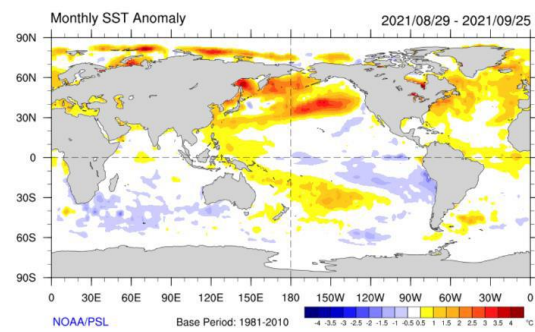 Monthly SST Anomaly 2021/08/29 - 2021/09/25
90N
60N
30N
0
30S
60S
90S
0 30E 60E 90E 120E 150E 180 150W 120W 90W 60W 30W 0
NOAA/PSL Base Period: 1981-2010
-4 -3.5 -3 -2.5 -2 -1.5 -1 -0.5 0.5 1 1.5 2 2.5 3 3.5 4 °C